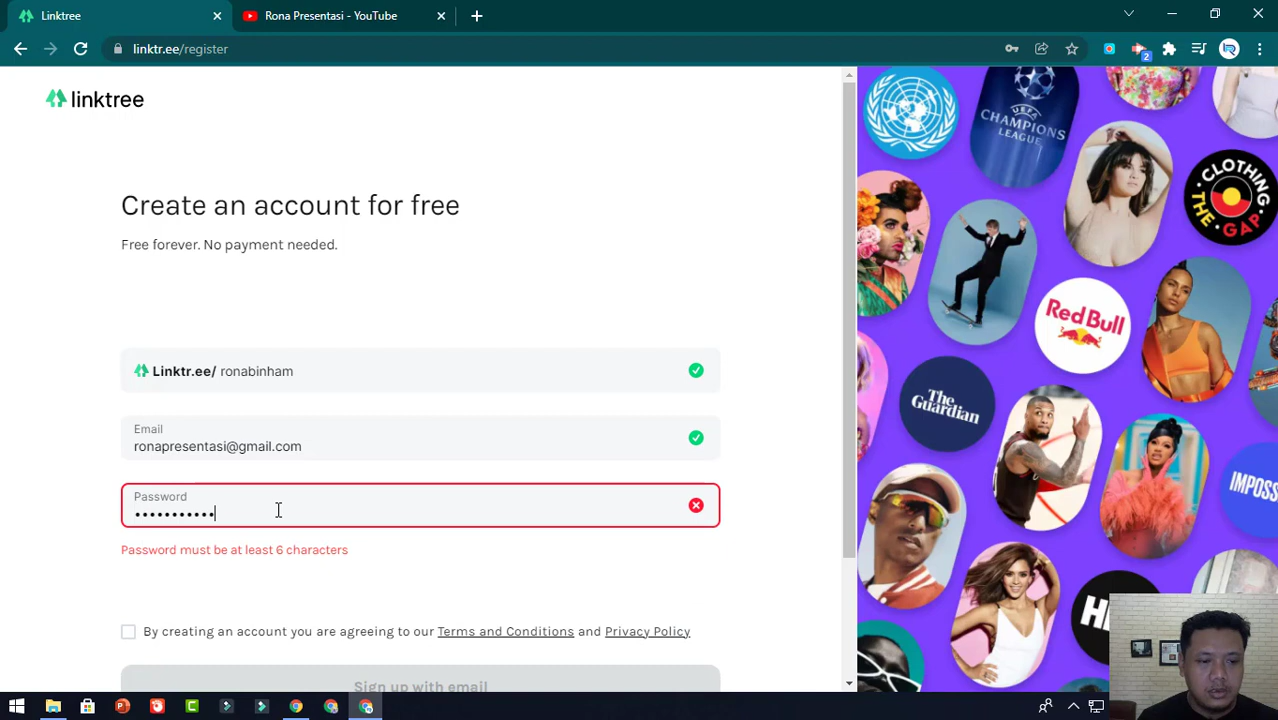 Linktree
Rona Presentasi - YouTube
linktr.ee/register
2
linktree
Create an account for free
Free forever. No payment needed.
Linktr.ee/ ronabinham
Email
ronapresentasi@gmail.com
Password
Password must be at least 6 characters
By creating an account you are agreeing to our Terms and Conditions and Privacy Policy
Sign up with email
UEFA
CHAMPIONS
LEAGUE
CLOTHING
THE GAP
Red Bull
The
Guardian